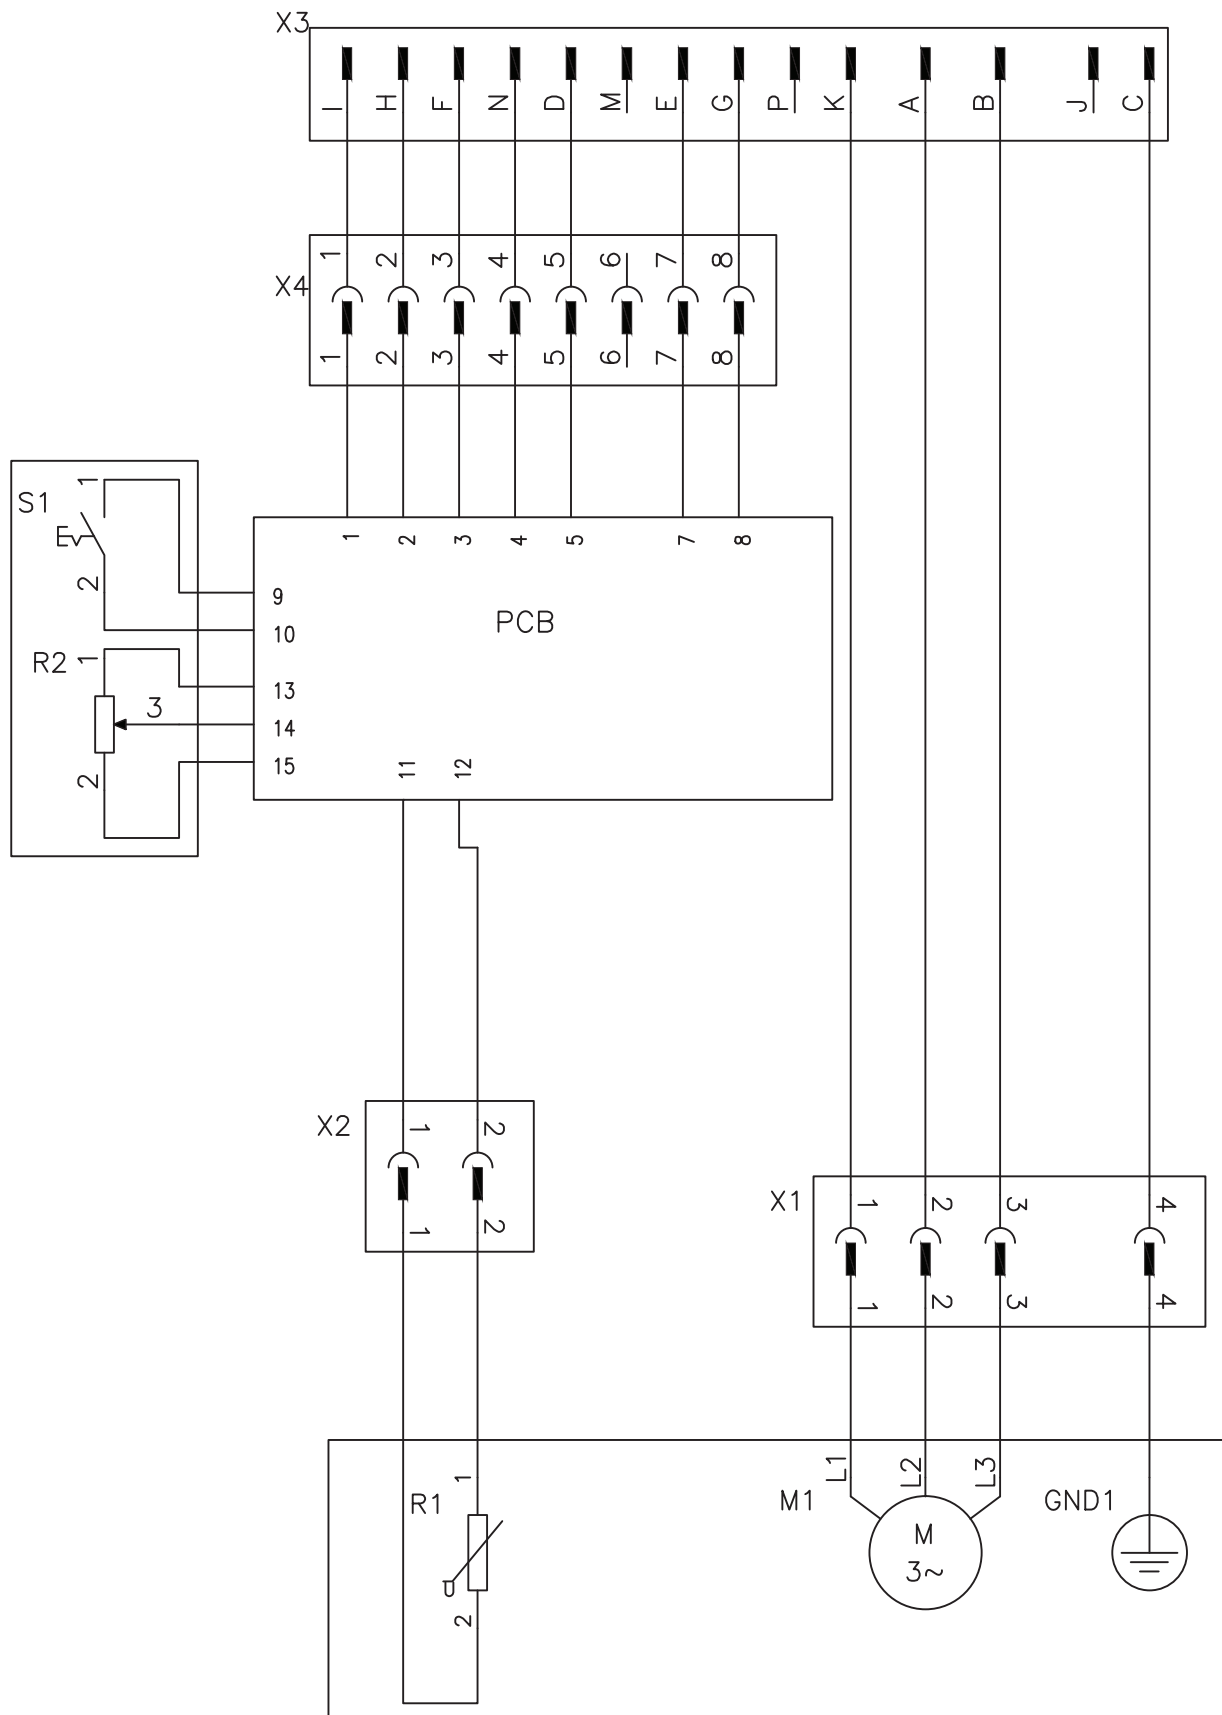 X3
I H F N D M E G P K A B J C
1 2 3 4 5 6 7 8
X4
1 2 3 4 5 6 7 8
1
S1
2
1 2 3 4 5 7 8
9
PCB
10
R2 1
13
3
14
2
15
11 12
X2
1 2
1 2
X1
1 2 3 4
1 2 3 4
L1 L2 L3
1
R1
M1
GND1
M
3~
U
2